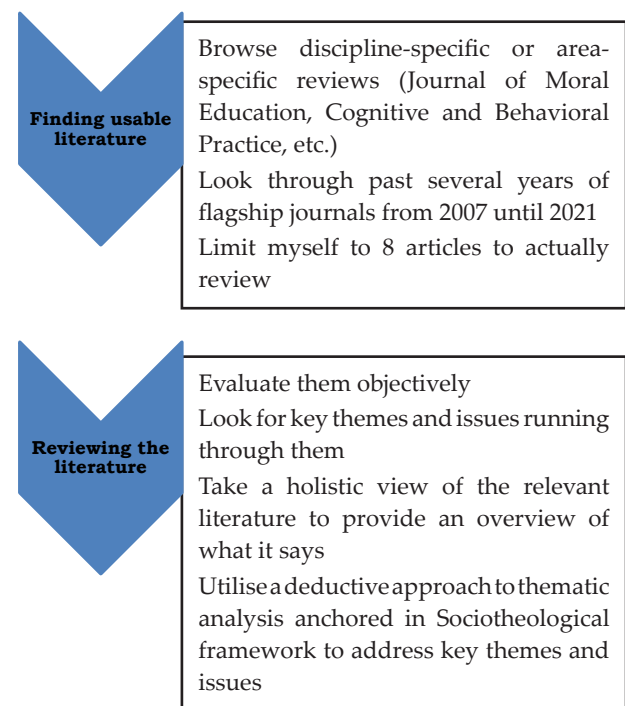 Finding usable
literature
Browse discipline-specific or area-
specific reviews (Journal of Moral
Education, Cognitive and Behavioral
Practice, etc.)
Look through past several years of
flagship journals from 2007 until 2021
Limit myself to 8 articles to actually
review
Reviewing the
literature
Evaluate them objectively
Look for key themes and issues running
through them
Take a holistic view of the relevant
literature to provide an overview of
what it says
Utilise a deductive approach to thematic
analysis anchored in Sociotheological
framework to address key themes and
issues